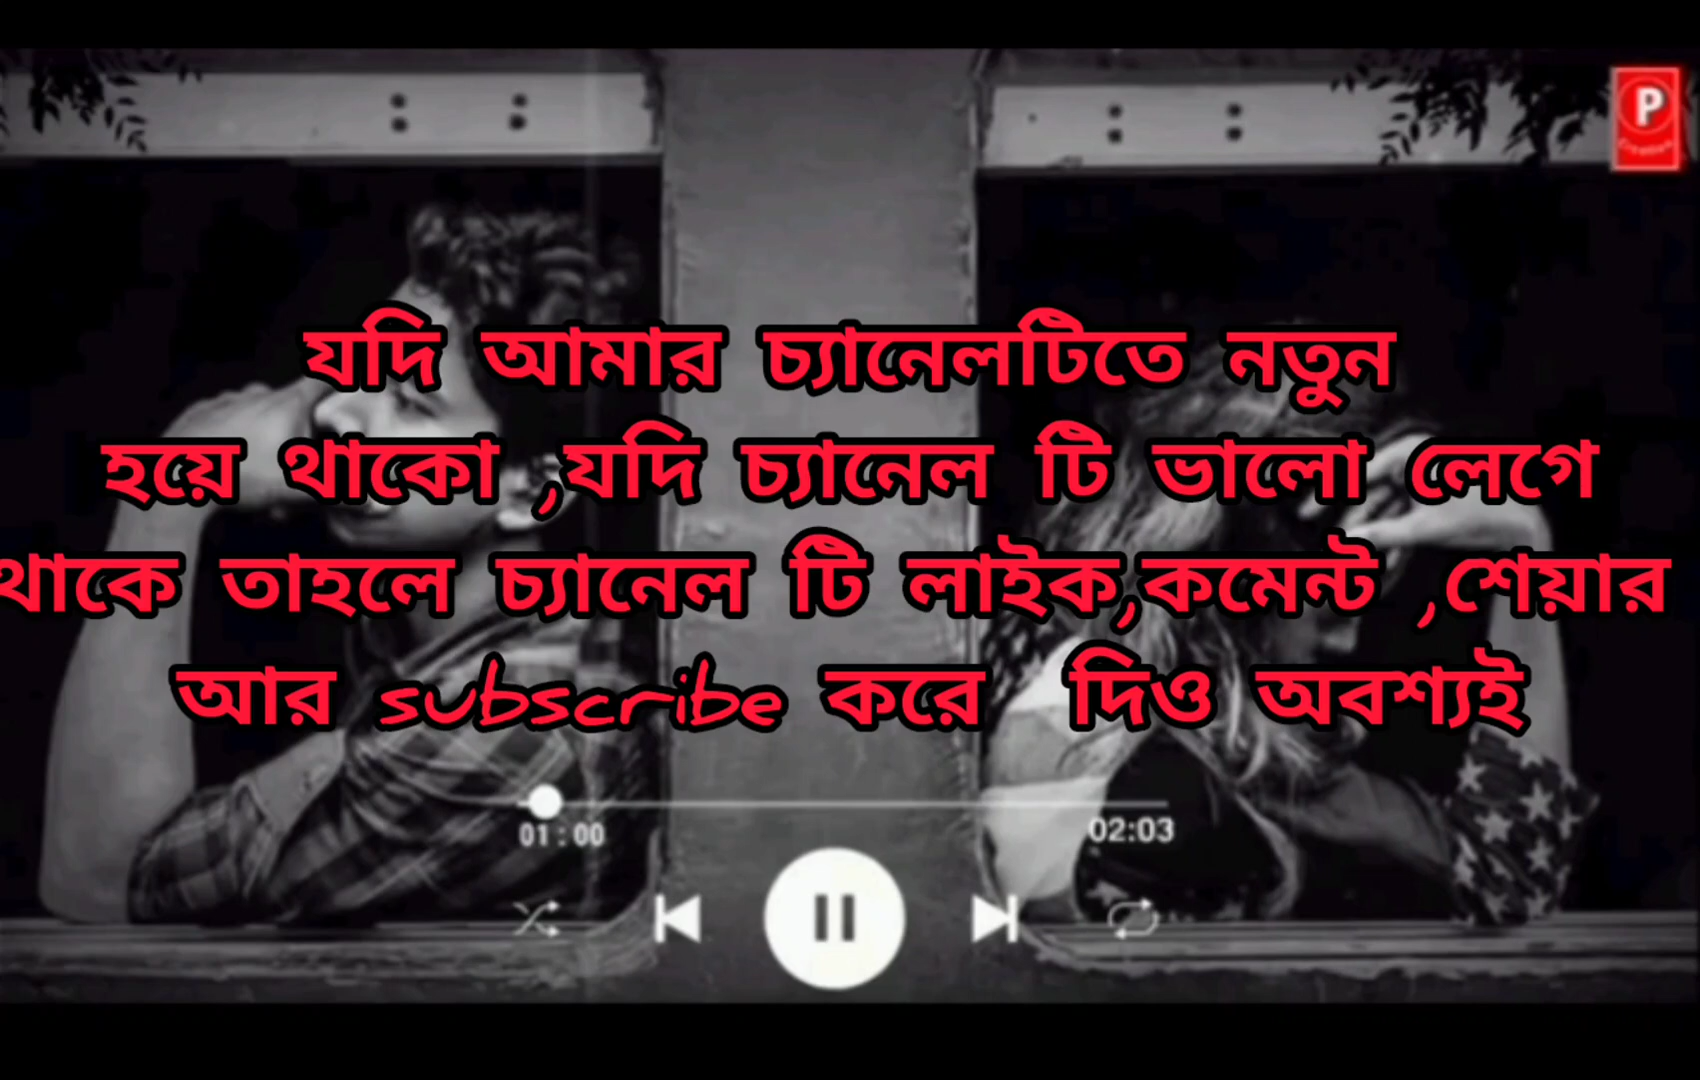 P
যদি আমার চ্যানেলটিতে নতুন
হয়ে থাকো ,যদি চ্যানেল টি ভালো লেগে
থাকে তাহলে চ্যানেল টি লাইক,কমেন্ট ,শেয়ার
আর subscribe করে দিও অবশ্যই
01:00 02:03